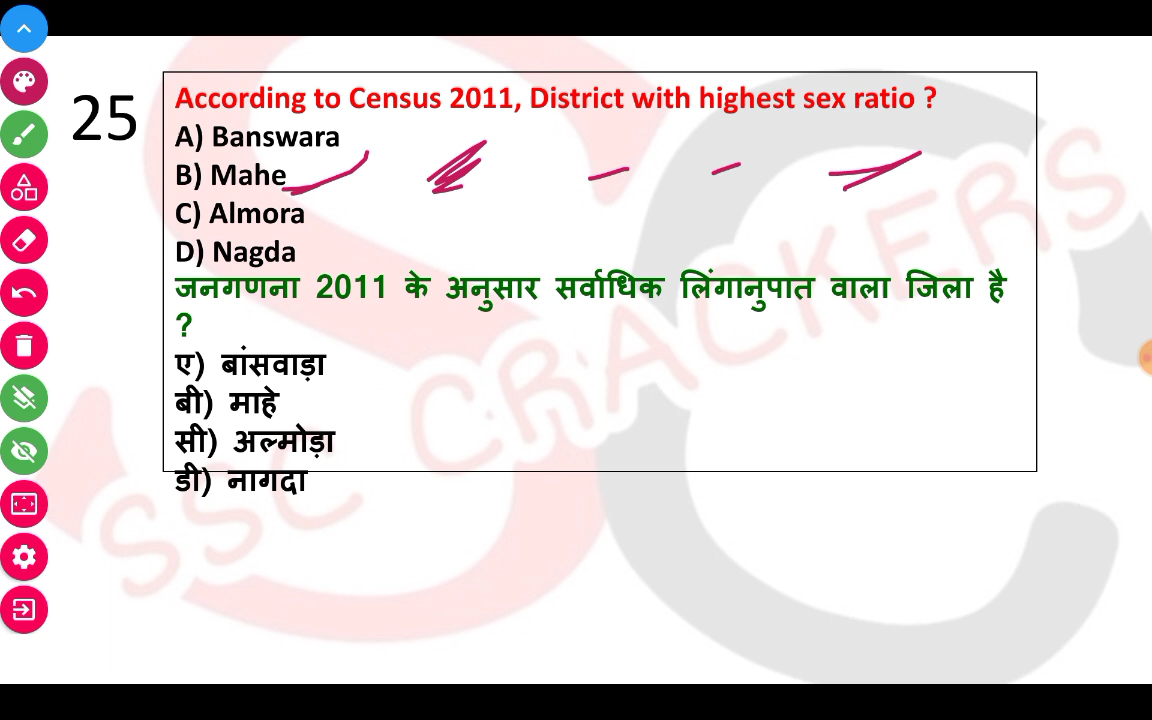 25
According to Census 2011, District with highest sex ratio ?
A) Banswara
B) Mahe
C) Almora
D) Nagda
जनगणना 2011 के अनुसार सर्वाधिक लिंगानुपात वाला जिला है
?
ए) बांसवाड़ा
बी) माहे
सी) अल्मोड़ा
डी) नागदा
SSC CRACKERS